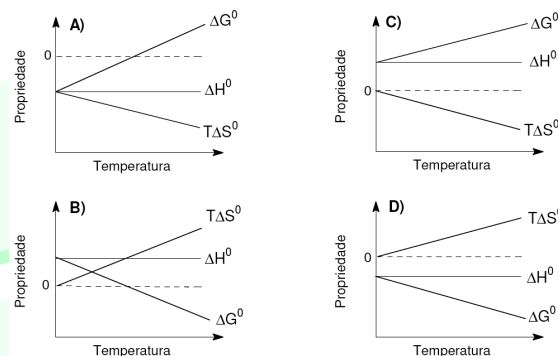 A)
ΔG⁰
0
ΔH⁰
TΔS⁰
Propriedade
Temperatura
C)
ΔG⁰
ΔH⁰
0
TΔS⁰
Propriedade
Temperatura
B)
TΔS⁰
ΔH⁰
0
ΔG⁰
Propriedade
Temperatura
D)
TΔS⁰
0
ΔH⁰
ΔG⁰
Propriedade
Temperatura